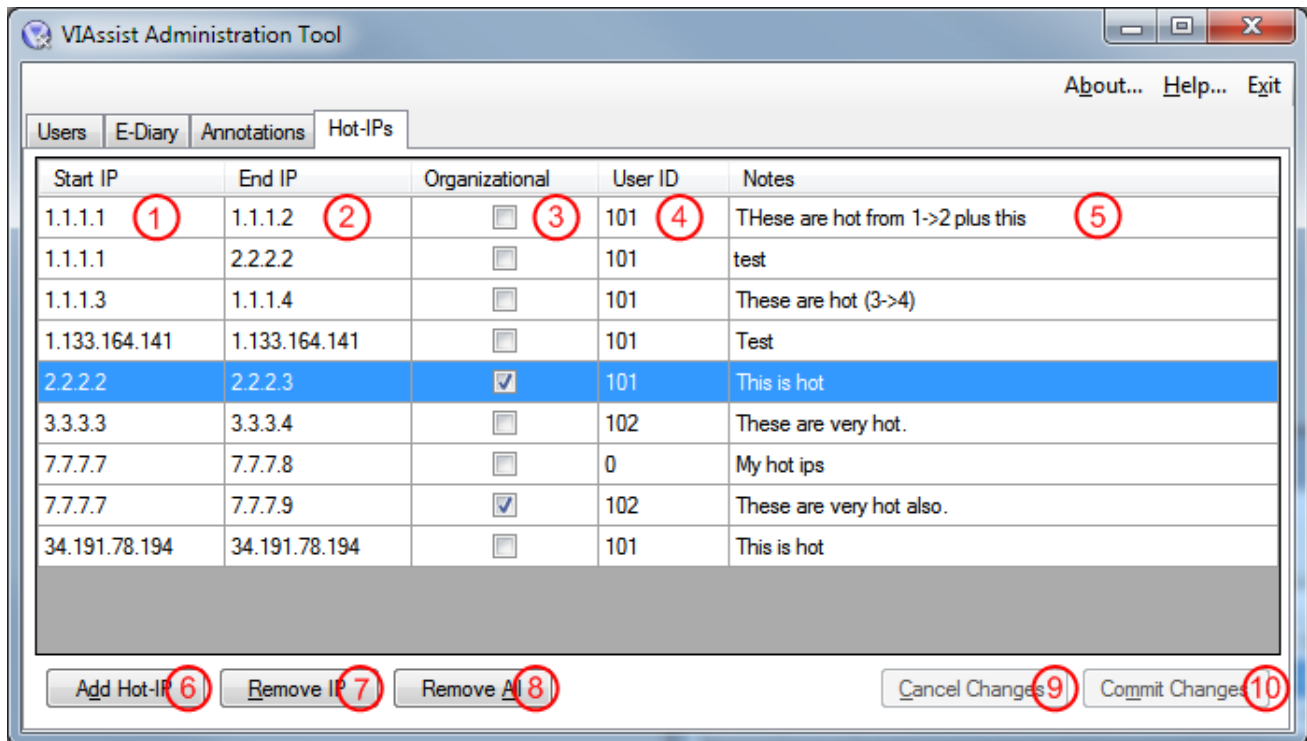 VIAssist Administration Tool
About... Help... Exit
Users E-Diary Annotations Hot-IPs
Start IP End IP Organizational User ID Notes
1.1.1.1 1 1.1.1.2 2 3 101 4 THese are hot from 1->2 plus this 5
1.1.1.1 2.2.2.2 101 test
1.1.1.3 1.1.1.4 101 These are hot (3->4)
1.133.164.141 1.133.164.141 101 Test
2.2.2.2 2.2.2.3 101 This is hot
3.3.3.3 3.3.3.4 102 These are very hot.
7.7.7.7 7.7.7.8 0 My hot ips
7.7.7.7 7.7.7.9 102 These are very hot also.
34.191.78.194 34.191.78.194 101 This is hot
Add Hot-IP 6 Remove IP 7 Remove All 8 Cancel Changes 9 Commit Changes 10